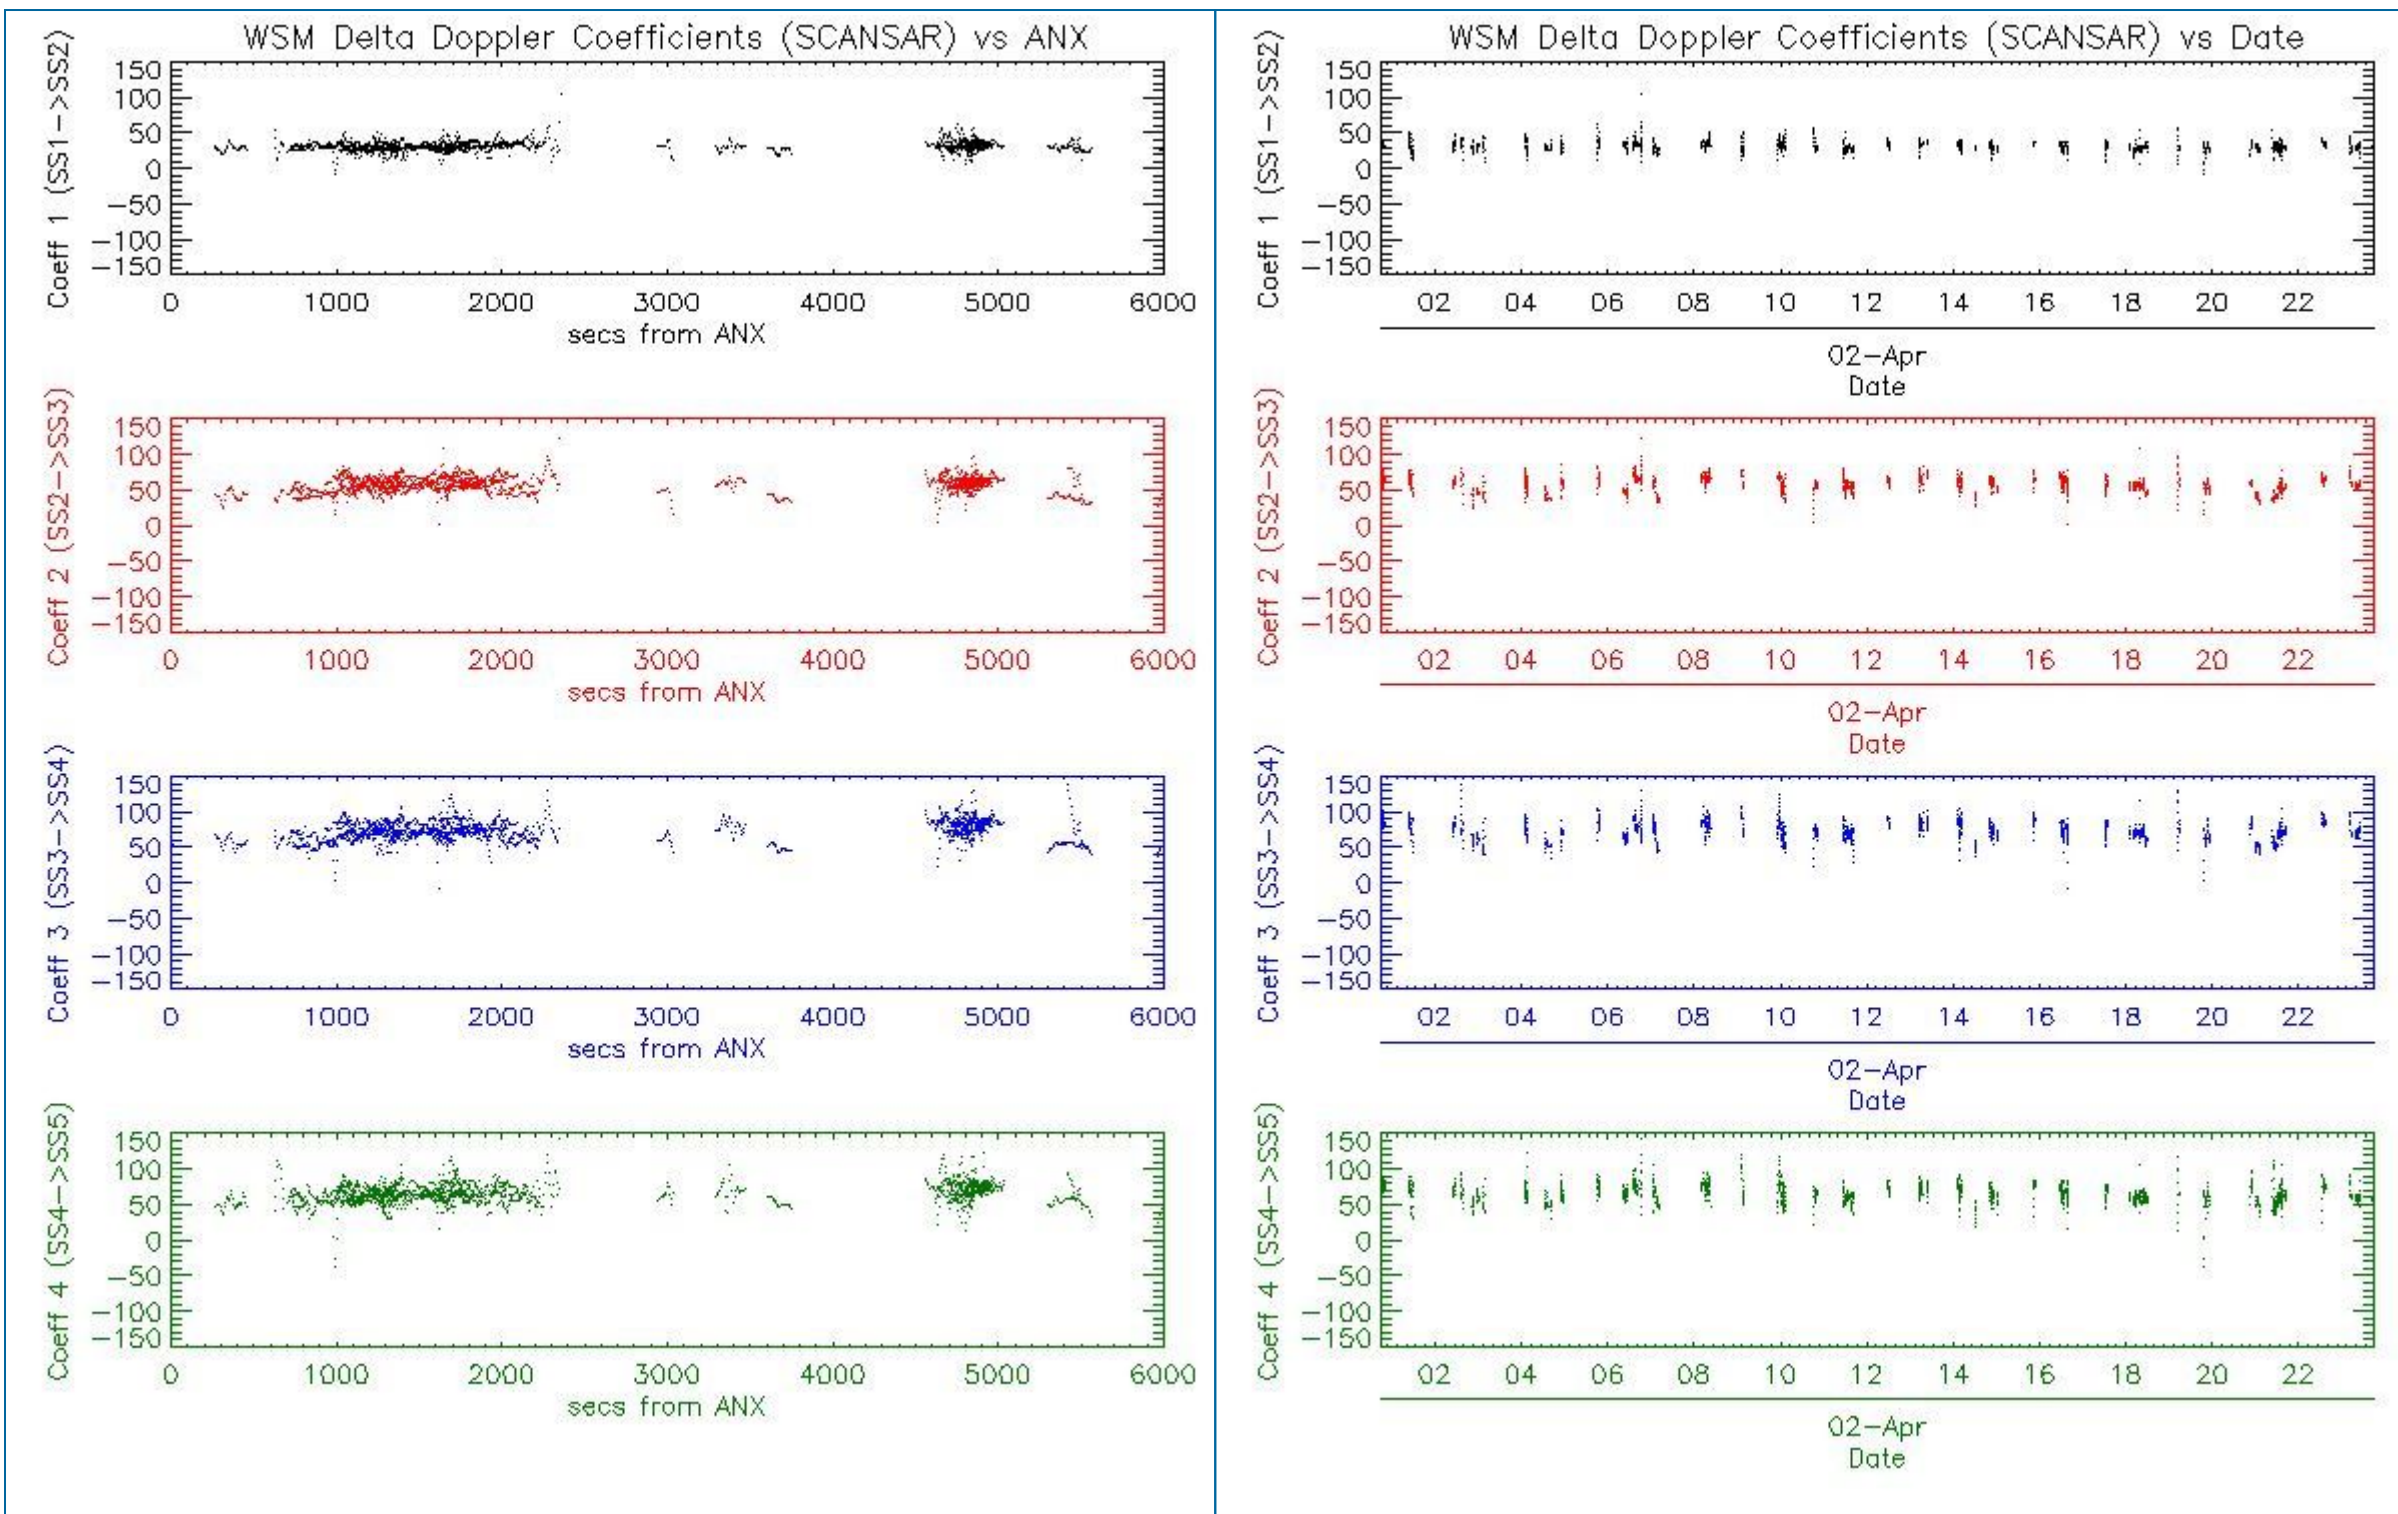 WSM Delta Doppler Coefficients (SCANSAR) vs ANX
Coeff 1 (SS1->SS2)
150
100
50
0
-50
-100
-150
0 1000 2000 3000 4000 5000 6000
secs from ANX
Coeff 2 (SS2->SS3)
150
100
50
0
-50
-100
-150
0 1000 2000 3000 4000 5000 6000
secs from ANX
Coeff 3 (SS3->SS4)
150
100
50
0
-50
-100
-150
0 1000 2000 3000 4000 5000 6000
secs from ANX
Coeff 4 (SS4->SS5)
150
100
50
0
-50
-100
-150
0 1000 2000 3000 4000 5000 6000
secs from ANX
WSM Delta Doppler Coefficients (SCANSAR) vs Date
Coeff 1 (SS1->SS2)
150
100
50
0
-50
-100
-150
02 04 06 08 10 12 14 16 18 20 22
02-Apr
Date
Coeff 2 (SS2->SS3)
150
100
50
0
-50
-100
-150
02 04 06 08 10 12 14 16 18 20 22
02-Apr
Date
Coeff 3 (SS3->SS4)
150
100
50
0
-50
-100
-150
02 04 06 08 10 12 14 16 18 20 22
02-Apr
Date
Coeff 4 (SS4->SS5)
150
100
50
0
-50
-100
-150
02 04 06 08 10 12 14 16 18 20 22
02-Apr
Date